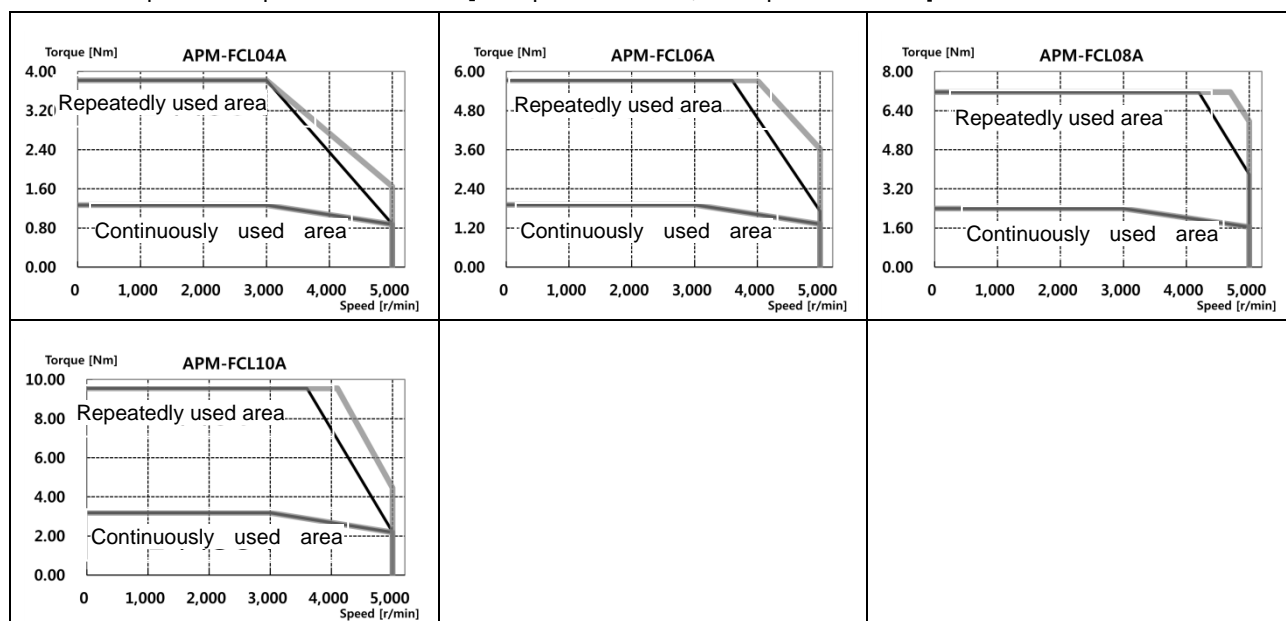 Torque [Nm] APM-FCL04A
4.00
3.20
Repeatedly used area
2.40
1.60
0.80
Continuously used area
0.00
0 1,000 2,000 3,000 4,000 5,000
Speed [r/min]
Torque [Nm] APM-FCL06A
6.00
4.80
Repeatedly used area
3.60
2.40
1.20
Continuously used area
0.00
0 1,000 2,000 3,000 4,000 5,000
Speed [r/min]
Torque [Nm] APM-FCL08A
8.00
6.40
Repeatedly used area
4.80
3.20
1.60
Continuously used area
0.00
0 1,000 2,000 3,000 4,000 5,000
Speed [r/min]
Torque [Nm] APM-FCL10A
10.00
Repeatedly used area
8.00
6.00
4.00
2.00
Continuously used area
0.00
0 1,000 2,000 3,000 4,000 5,000
Speed [r/min]